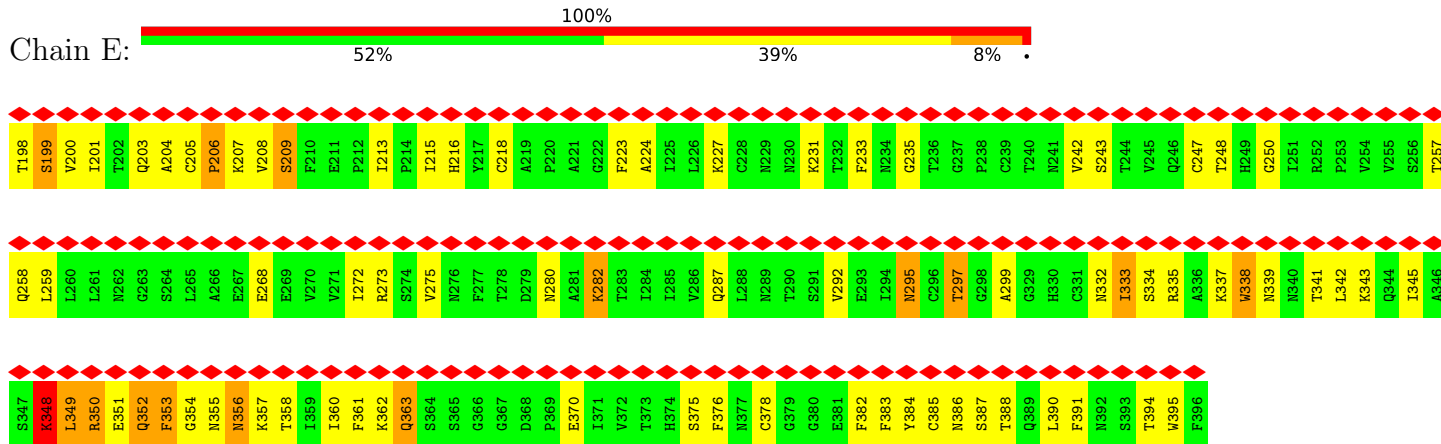 100%
Chain E:
52% 39% 8% •
T198 S199 V200 I201 T202 Q203 A204 C205 P206 K207 V208 S209 F210 E211 P212 I213 P214 I215 H216 Y217 C218 A219 P220 A221 G222 F223 A224 I225 L226 K227 C228 N229 N230 K231 T232 F233 N234 G235 T236 G237 P238 C239 T240 N241 V242 S243 T244 V245 Q246 C247 T248 H249 G250 I251 R252 P253 V254 V255 S256 T257
Q258 L259 L260 L261 N262 G263 S264 L265 A266 E267 E268 E269 V270 V271 I272 R273 S274 V275 N276 F277 T278 D279 N280 A281 K282 T283 I284 I285 V286 Q287 L288 N289 T290 S291 V292 E293 I294 N295 C296 T297 G298 A299 G329 H330 C331 N332 I333 S334 R335 A336 K337 W338 N339 N340 T341 L342 K343 Q344 I345 A346
S347 K348 L349 R350 E351 Q352 F353 G354 N355 N356 K357 T358 I359 I360 F361 K362 Q363 S364 S365 G366 G367 D368 P369 E370 I371 V372 T373 H374 S375 F376 N377 C378 G379 G380 E381 F382 F383 Y384 C385 N386 S387 T388 Q389 L390 F391 N392 S393 T394 W395 F396